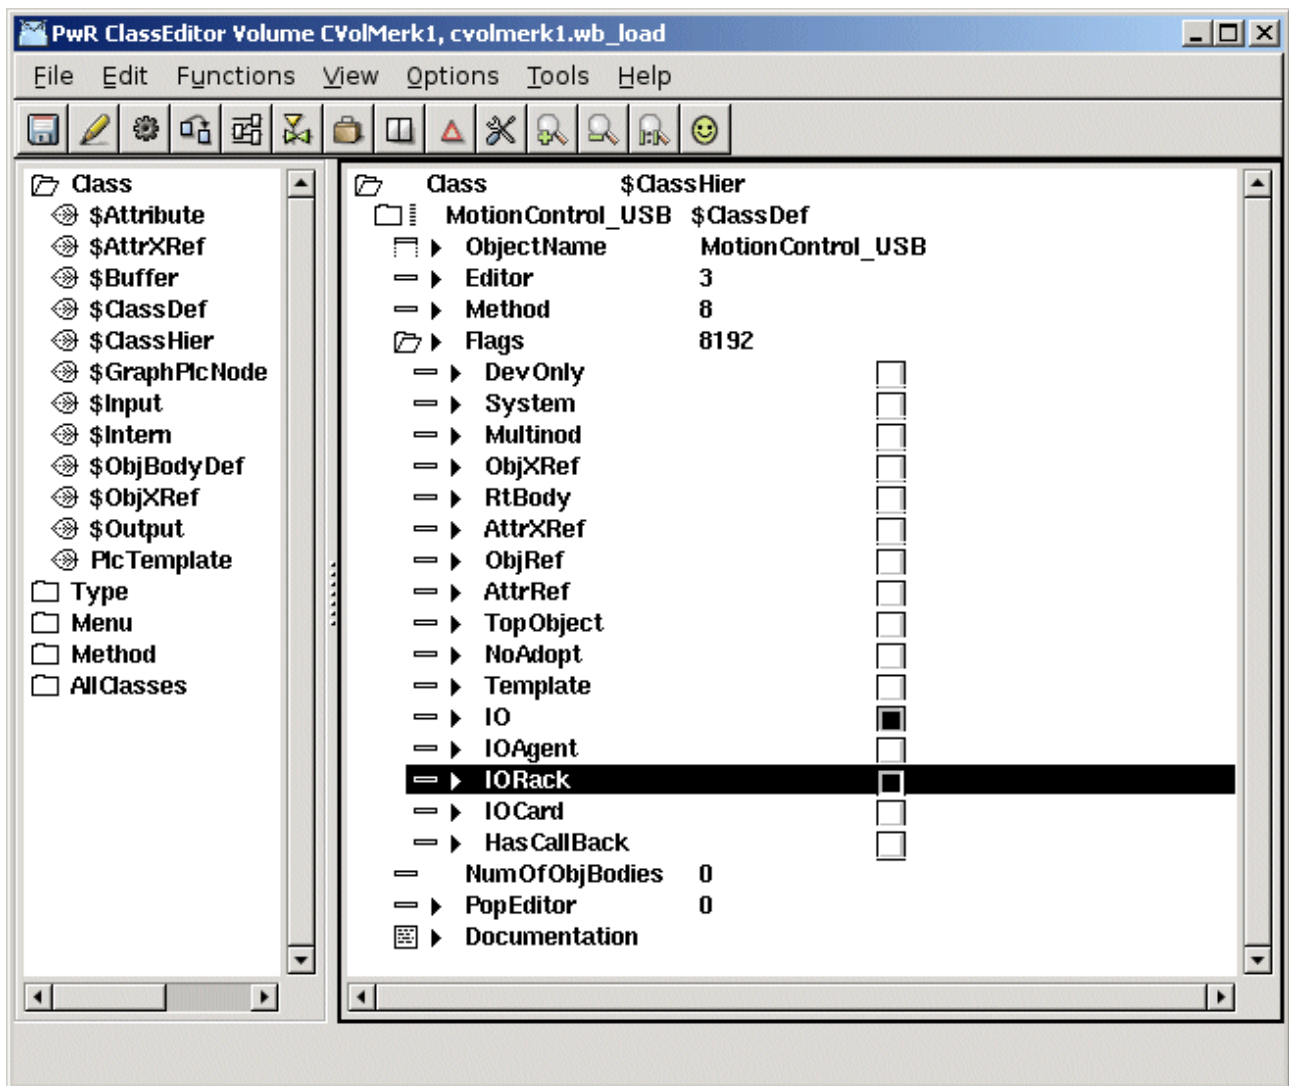 PwR ClassEditor Volume CVolMerk1, cvolmerk1.wb_load
File Edit Functions View Options Tools Help
Class
$Attribute
$AttrXRef
$Buffer
$ClassDef
$ClassHier
$GraphPlcNode
$Input
$Intern
$ObjBodyDef
$ObjXRef
$Output
PlcTemplate
Type
Menu
Method
AllClasses
Class $ClassHier
MotionControl_USB $ClassDef
ObjectName MotionControl_USB
Editor 3
Method 8
Flags 8192
DevOnly
System
Multinod
ObjXRef
RtBody
AttrXRef
ObjRef
AttrRef
TopObject
NoAdopt
Template
IO
IOAgent
IORack
IOCard
HasCallBack
NumOfObjBodies 0
PopEditor 0
Documentation